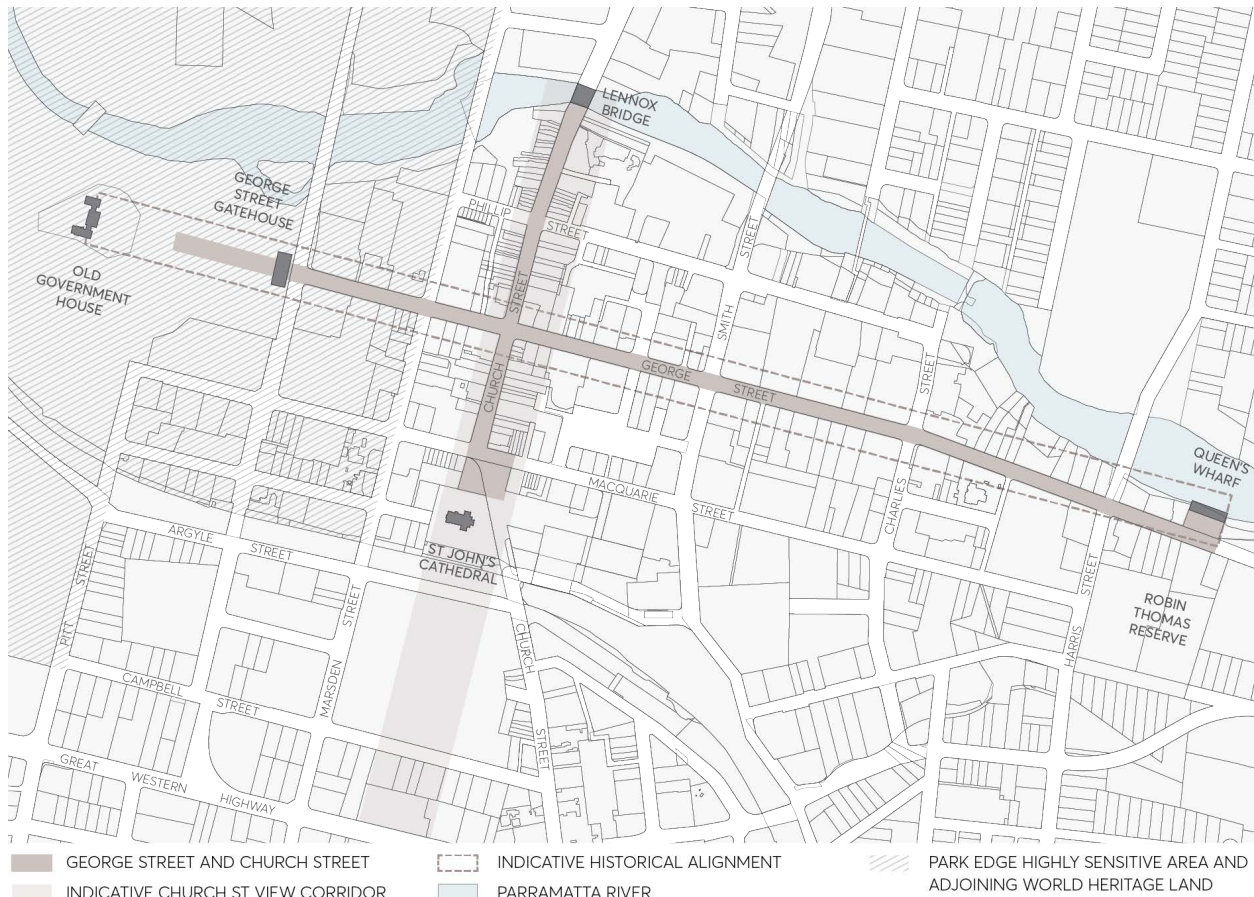 LENNOX
BRIDGE
GEORGE
STREET
GATEHOUSE
PHILLIP
STREET
OLD
GOVERNMENT
HOUSE
STREET
STREET
SMITH
CHURCH
GEORGE
STREET
STREET
QUEEN'S
WHARF
MACQUARIE
STREET
CHARLES
ARGYLE
STREET
ST JOHN'S
CATHEDRAL
STREET
PITT
STREET
MARSDEN
CHURCH
STREET
STREET
HARRIS
ROBIN
THOMAS
RESERVE
CAMPBELL
STREET
GREAT
WESTERN
HIGHWAY
GEORGE STREET AND CHURCH STREET
INDICATIVE CHURCH ST VIEW CORRIDOR
INDICATIVE HISTORICAL ALIGNMENT
PARRAMATTA RIVER
PARK EDGE HIGHLY SENSITIVE AREA AND
ADJOINING WORLD HERITAGE LAND